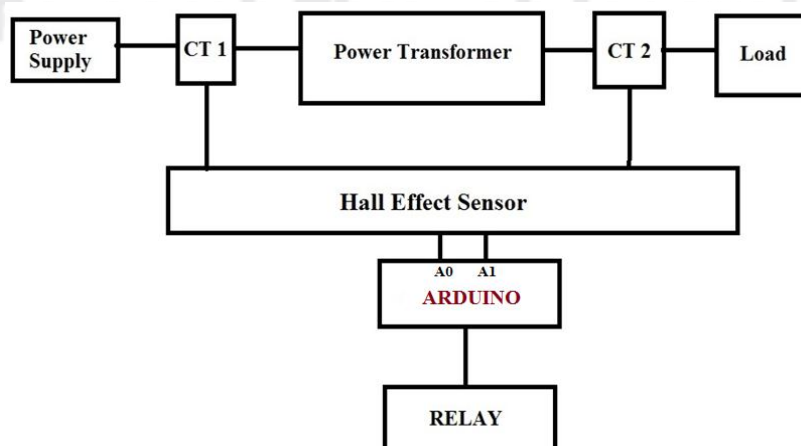 Power
Supply
CT 1
Power Transformer
CT 2
Load
Hall Effect Sensor
A0 A1
ARDUINO
RELAY